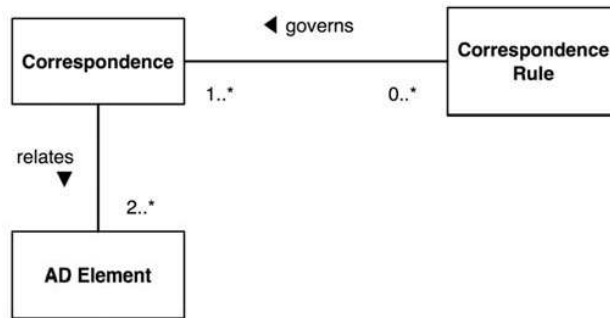 ◄ governs
Correspondence
Correspondence
Rule
1..*
0..*
relates
▼
2..*
AD Element